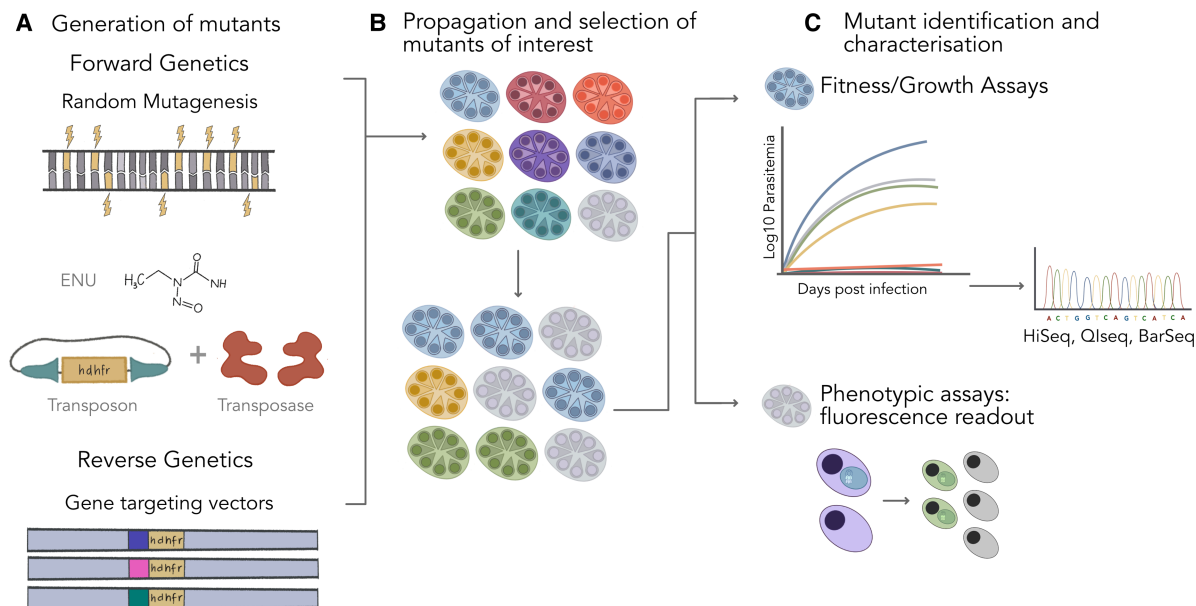 A Generation of mutants
Forward Genetics
Random Mutagenesis
ENU
H₃C
N
O
NH
N
O
hdhfr
+
Transposon
Transposase
Reverse Genetics
Gene targeting vectors
hdhfr
hdhfr
hdhfr
B Propagation and selection of
mutants of interest
C Mutant identification and
characterisation
Fitness/Growth Assays
Log10 Parasitemia
Days post infection
A C T G G T C A G T C A T C A
HiSeq, QIseq, BarSeq
Phenotypic assays:
fluorescence readout